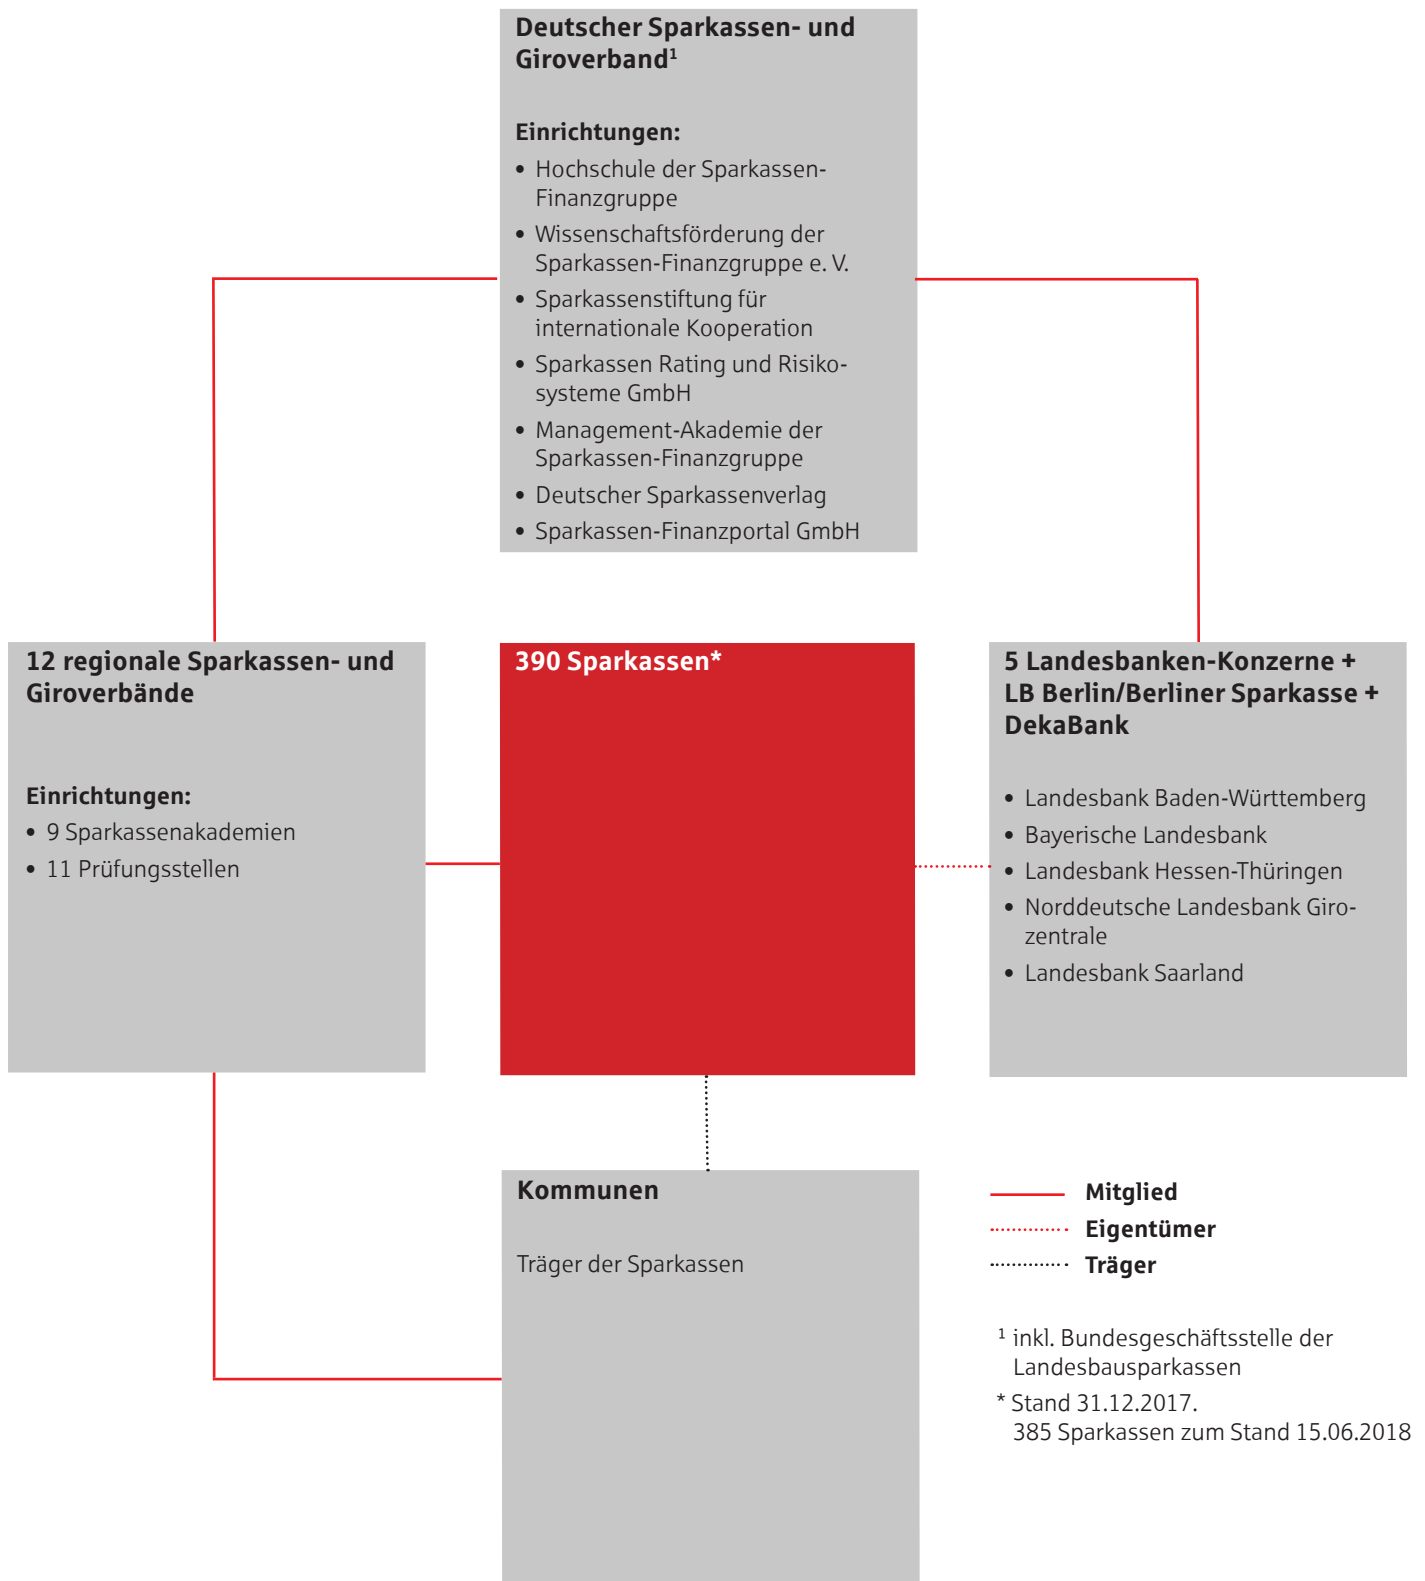 Deutscher Sparkassen- und
Giroverband¹
Einrichtungen:
• Hochschule der Sparkassen-
Finanzgruppe
• Wissenschaftsförderung der
Sparkassen-Finanzgruppe e. V.
• Sparkassenstiftung für
internationale Kooperation
• Sparkassen Rating und Risiko-
systeme GmbH
• Management-Akademie der
Sparkassen-Finanzgruppe
• Deutscher Sparkassenverlag
• Sparkassen-Finanzportal GmbH
12 regionale Sparkassen- und
Giroverbände
Einrichtungen:
• 9 Sparkassenakademien
• 11 Prüfungsstellen
390 Sparkassen*
5 Landesbanken-Konzerne +
LB Berlin/Berliner Sparkasse +
DekaBank
• Landesbank Baden-Württemberg
• Bayerische Landesbank
• Landesbank Hessen-Thüringen
• Norddeutsche Landesbank Giro-
zentrale
• Landesbank Saarland
Kommunen
Träger der Sparkassen
Mitglied
Eigentümer
Träger
¹ inkl. Bundesgeschäftsstelle der
Landesbausparkassen
* Stand 31.12.2017.
385 Sparkassen zum Stand 15.06.2018